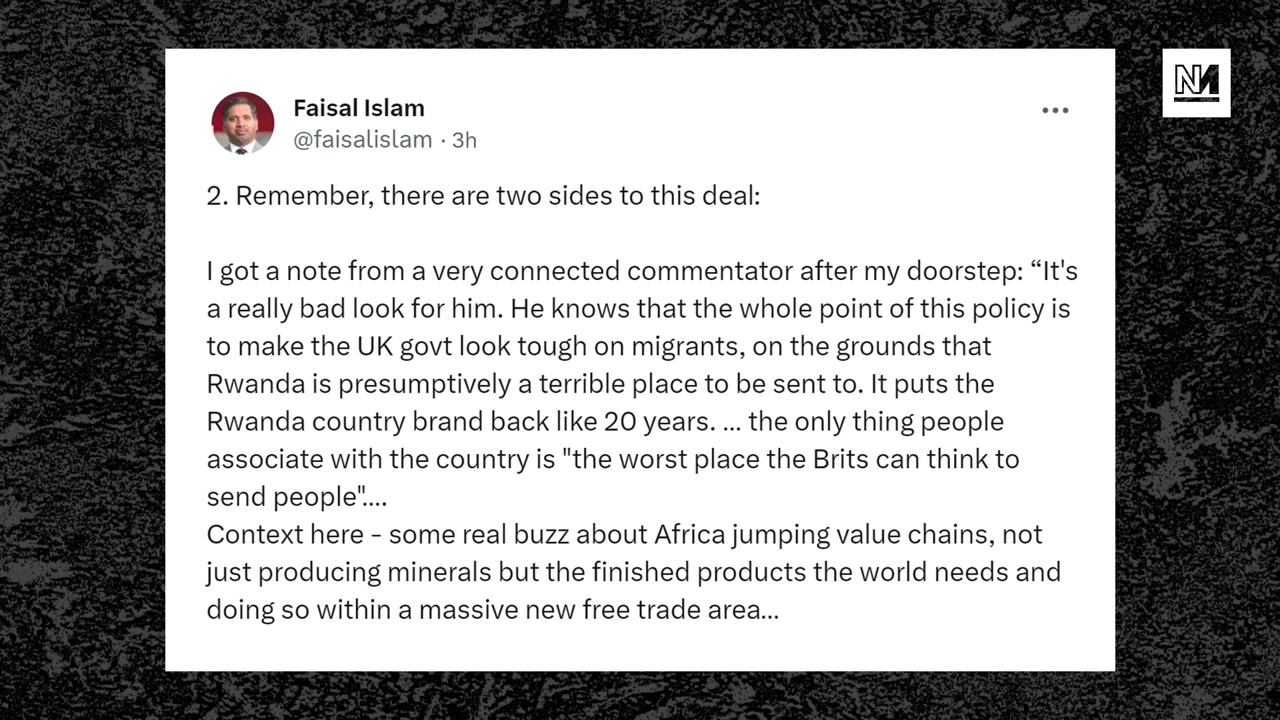 Faisal Islam
@faisalislam · 3h
2. Remember, there are two sides to this deal:
I got a note from a very connected commentator after my doorstep: “It's
a really bad look for him. He knows that the whole point of this policy is
to make the UK govt look tough on migrants, on the grounds that
Rwanda is presumptively a terrible place to be sent to. It puts the
Rwanda country brand back like 20 years. ... the only thing people
associate with the country is "the worst place the Brits can think to
send people"....
Context here - some real buzz about Africa jumping value chains, not
just producing minerals but the finished products the world needs and
doing so within a massive new free trade area...